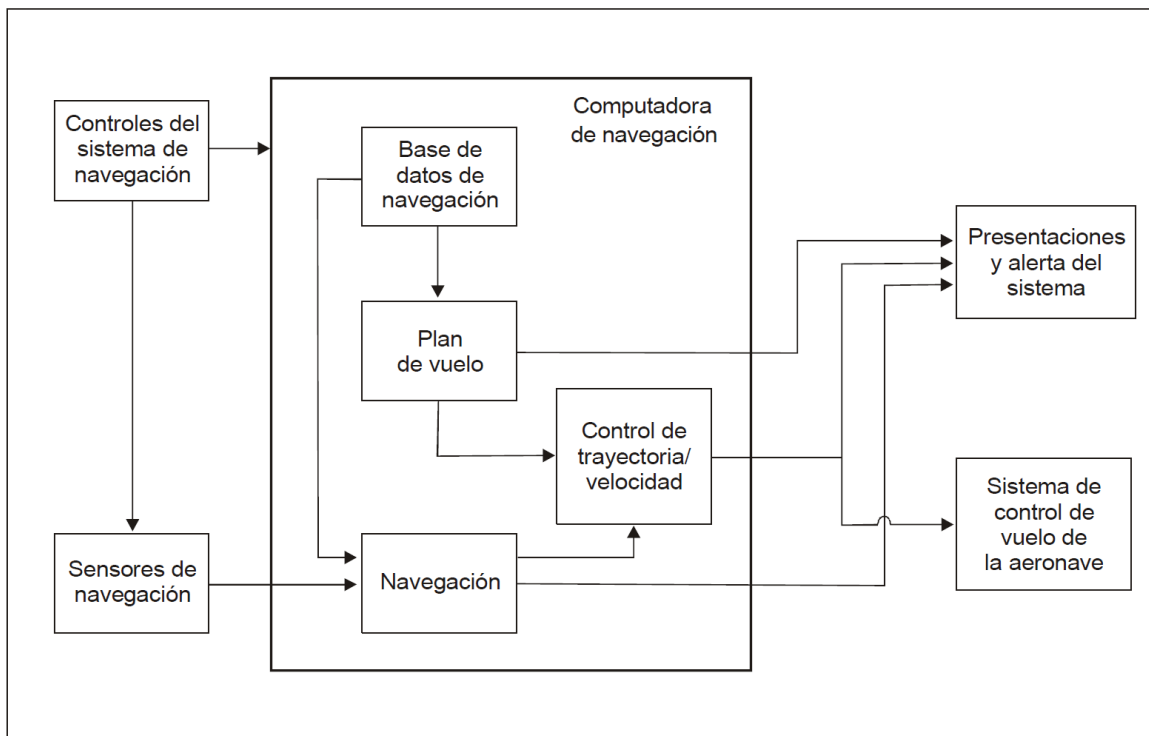 Controles del
sistema de
navegación
Computadora
de navegación
Base de
datos de
navegación
Presentaciones
y alerta del
sistema
Plan
de vuelo
Control de
trayectoria/
velocidad
Sistema de
control de
vuelo de
la aeronave
Sensores de
navegación
Navegación